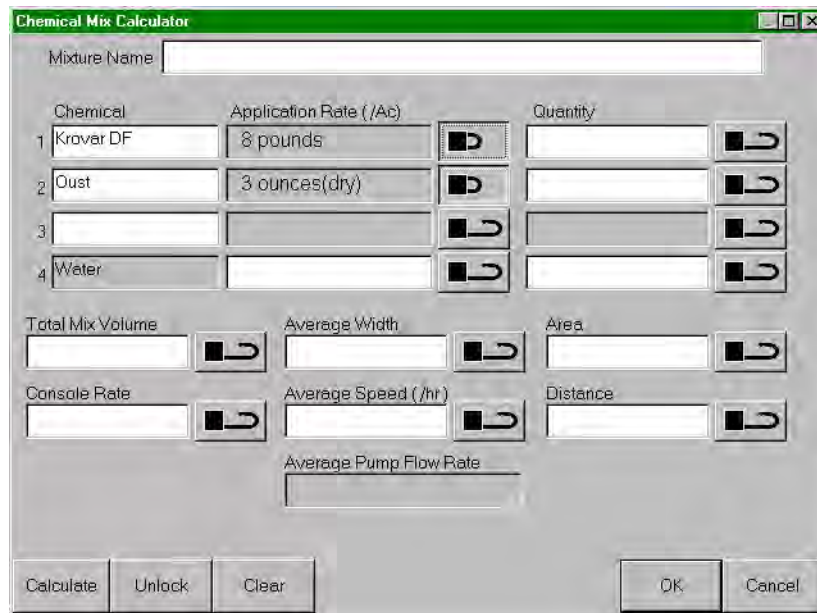 Chemical Mix Calculator
Mixture Name
Chemical Application Rate (/Ac) Quantity
1 Krovar DF 8 pounds
2 Oust 3 ounces(dry)
3
4 Water
Total Mix Volume Average Width Area
Console Rate Average Speed (/hr) Distance
Average Pump Flow Rate
Calculate Unlock Clear OK Cancel